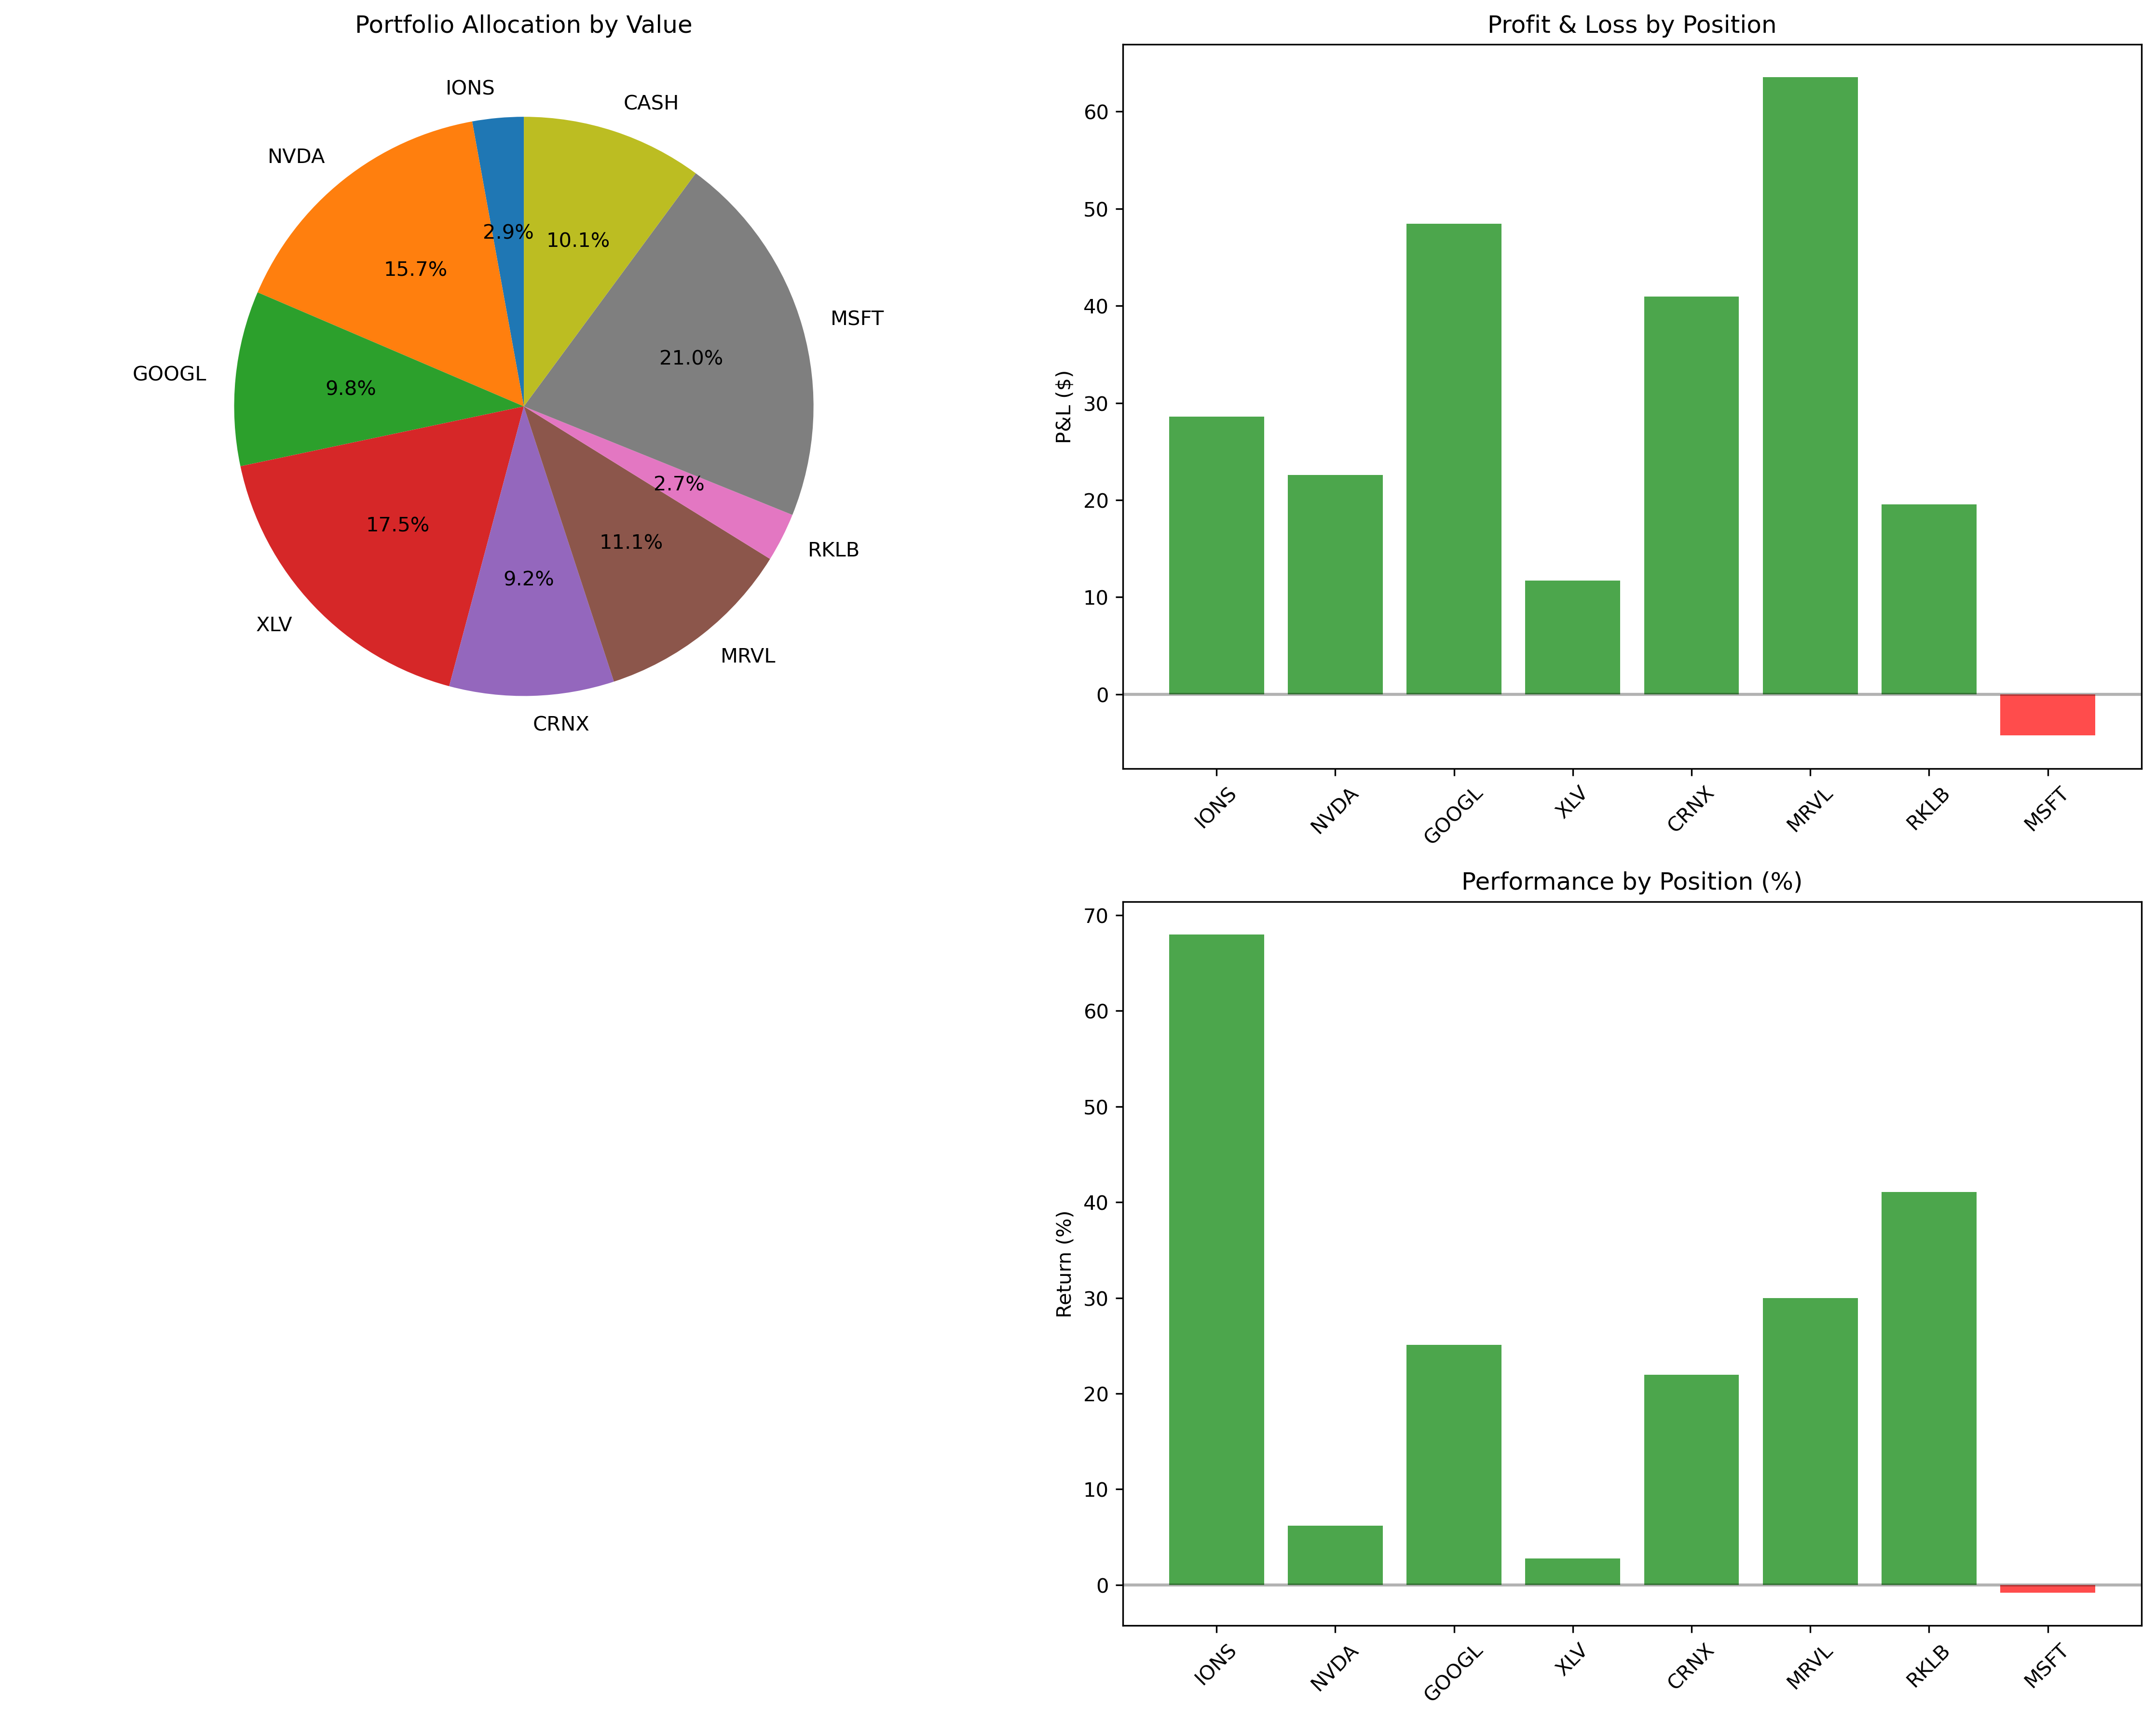 Portfolio Allocation by Value
IONS
CASH
NVDA
MSFT
GOOGL
XLV
CRNX
MRVL
RKLB
2.9%
10.1%
15.7%
21.0%
9.8%
17.5%
9.2%
11.1%
2.7%
Profit & Loss by Position
P&L ($)
60
50
40
30
20
10
0
IONS
NVDA
GOOGL
XLV
CRNX
MRVL
RKLB
MSFT
Performance by Position (%)
Return (%)
70
60
50
40
30
20
10
0
IONS
NVDA
GOOGL
XLV
CRNX
MRVL
RKLB
MSFT